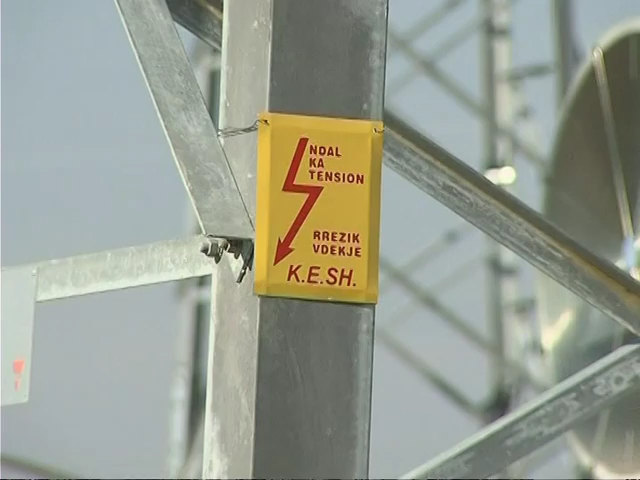 NDAL
KA
TENSION
RREZIK
VDEKJE
K.E.SH.